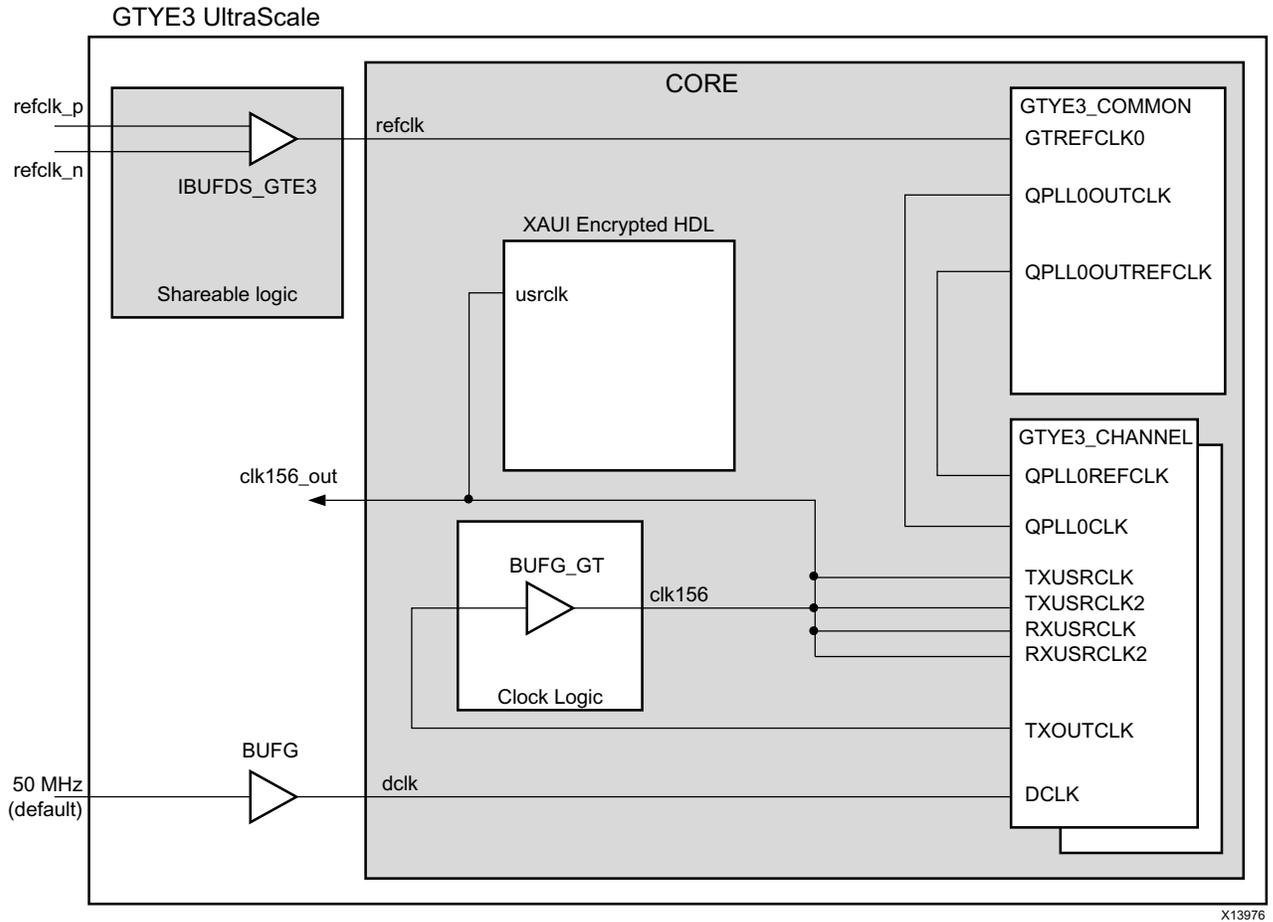 GTYE3 UltraScale
CORE
refclk_p
refclk_n
IBUFDS_GTE3
Shareable logic
refclk
GTYE3_COMMON
GTREFCLK0
QPLL0OUTCLK
QPLL0OUTREFCLK
XAUI Encrypted HDL
usrclk
clk156_out
BUFG_GT
clk156
Clock Logic
GTYE3_CHANNEL
QPLL0REFCLK
QPLL0CLK
TXUSRCLK
TXUSRCLK2
RXUSRCLK
RXUSRCLK2
TXOUTCLK
DCLK
BUFG
50 MHz
(default)
dclk
X13976